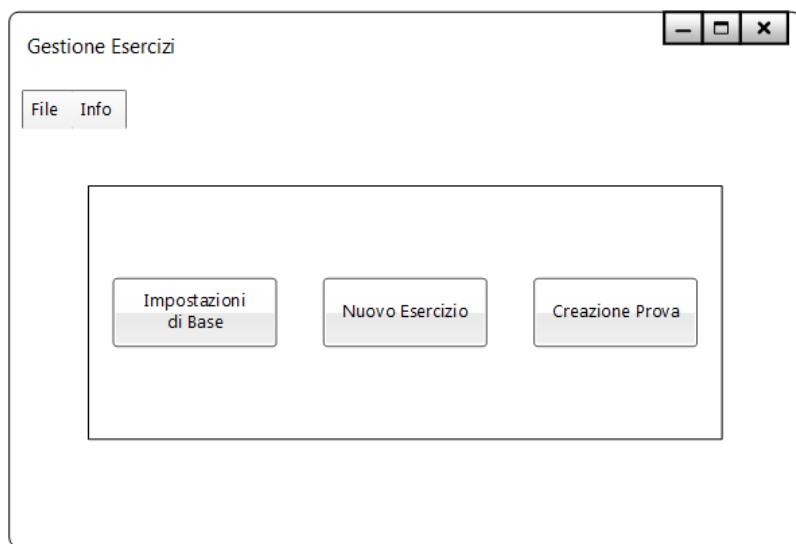 Gestione Esercizi
File Info
Impostazioni
di Base
Nuovo Esercizio
Creazione Prova